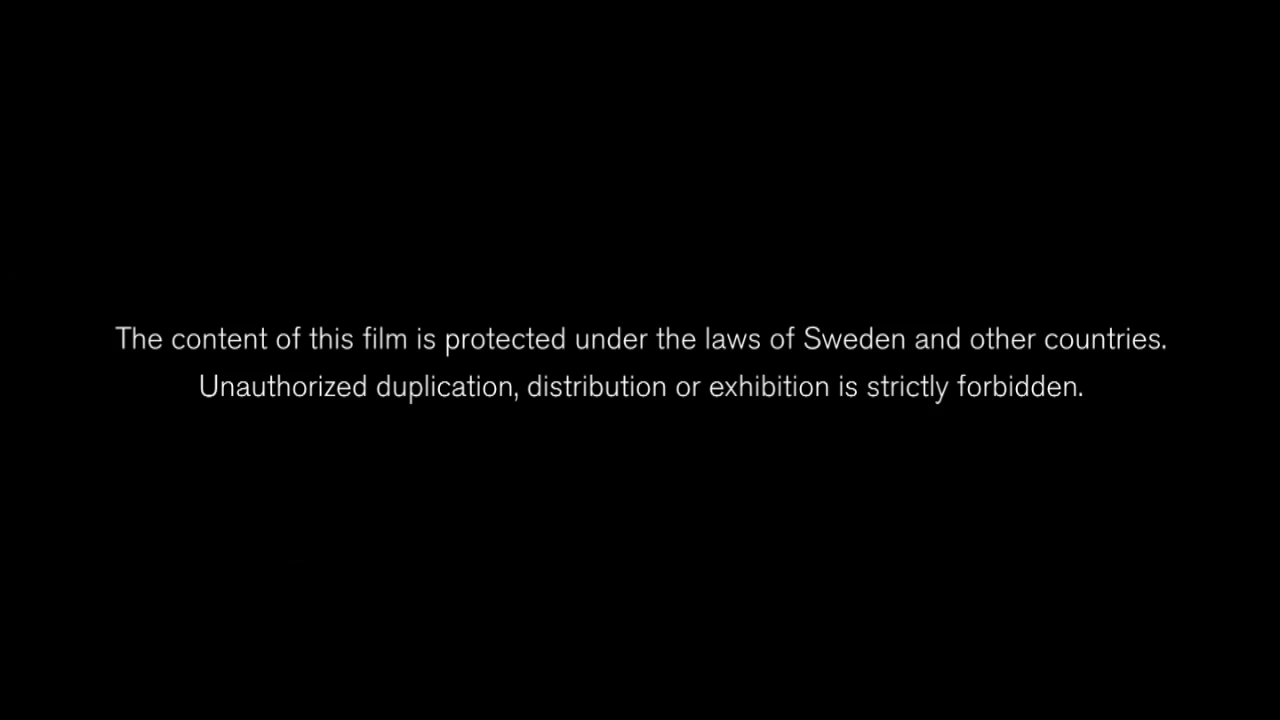 The content of this film is protected under the laws of Sweden and other countries.
Unauthorized duplication, distribution or exhibition is strictly forbidden.